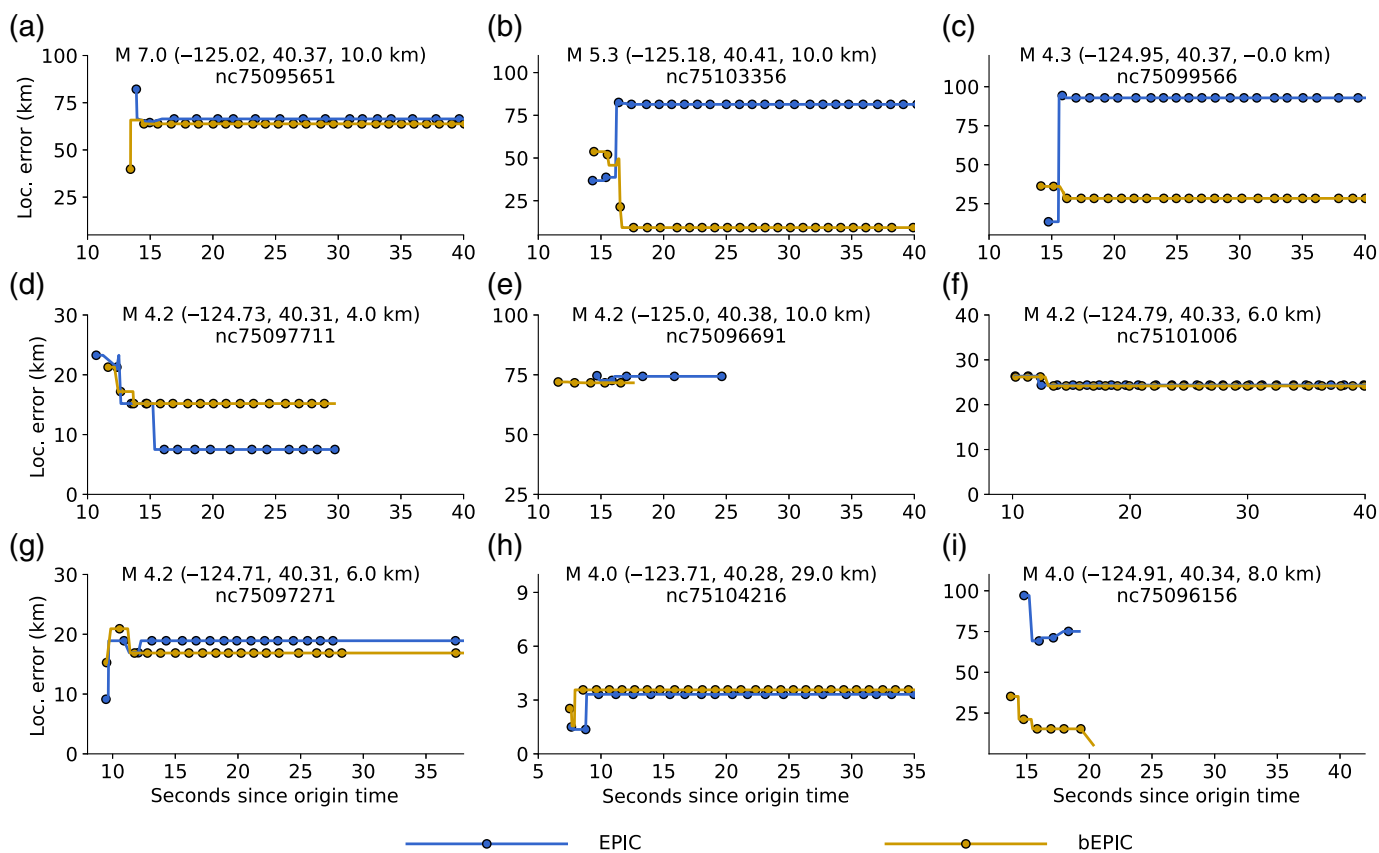 (a)
M 7.0 (−125.02, 40.37, 10.0 km)
nc75095651
Loc. error (km)
100
75
50
25
10 15 20 25 30 35 40
(b)
M 5.3 (−125.18, 40.41, 10.0 km)
nc75103356
100
75
50
25
10 15 20 25 30 35 40
(c)
M 4.3 (−124.95, 40.37, −0.0 km)
nc75099566
100
75
50
25
10 15 20 25 30 35 40
(d)
M 4.2 (−124.73, 40.31, 4.0 km)
nc75097711
Loc. error (km)
30
20
10
0
10 15 20 25 30 35 40
(e)
M 4.2 (−125.0, 40.38, 10.0 km)
nc75096691
100
75
50
25
10 15 20 25 30 35 40
(f)
M 4.2 (−124.79, 40.33, 6.0 km)
nc75101006
40
30
20
10
0
10 20 30 40
(g)
M 4.2 (−124.71, 40.31, 6.0 km)
nc75097271
Loc. error (km)
30
20
10
0
10 15 20 25 30 35
Seconds since origin time
(h)
M 4.0 (−123.71, 40.28, 29.0 km)
nc75104216
9
6
3
0
5 10 15 20 25 30 35
Seconds since origin time
(i)
M 4.0 (−124.91, 40.34, 8.0 km)
nc75096156
100
75
50
25
15 20 25 30 35 40
Seconds since origin time
EPIC
bEPIC